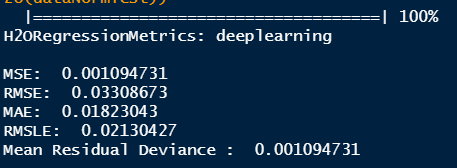 |===================================| 100%
H2ORegressionMetrics: deeplearning
MSE:  0.001094731
RMSE:  0.03308673
MAE:  0.01823043
RMSLE:  0.02130427
Mean Residual Deviance :  0.001094731